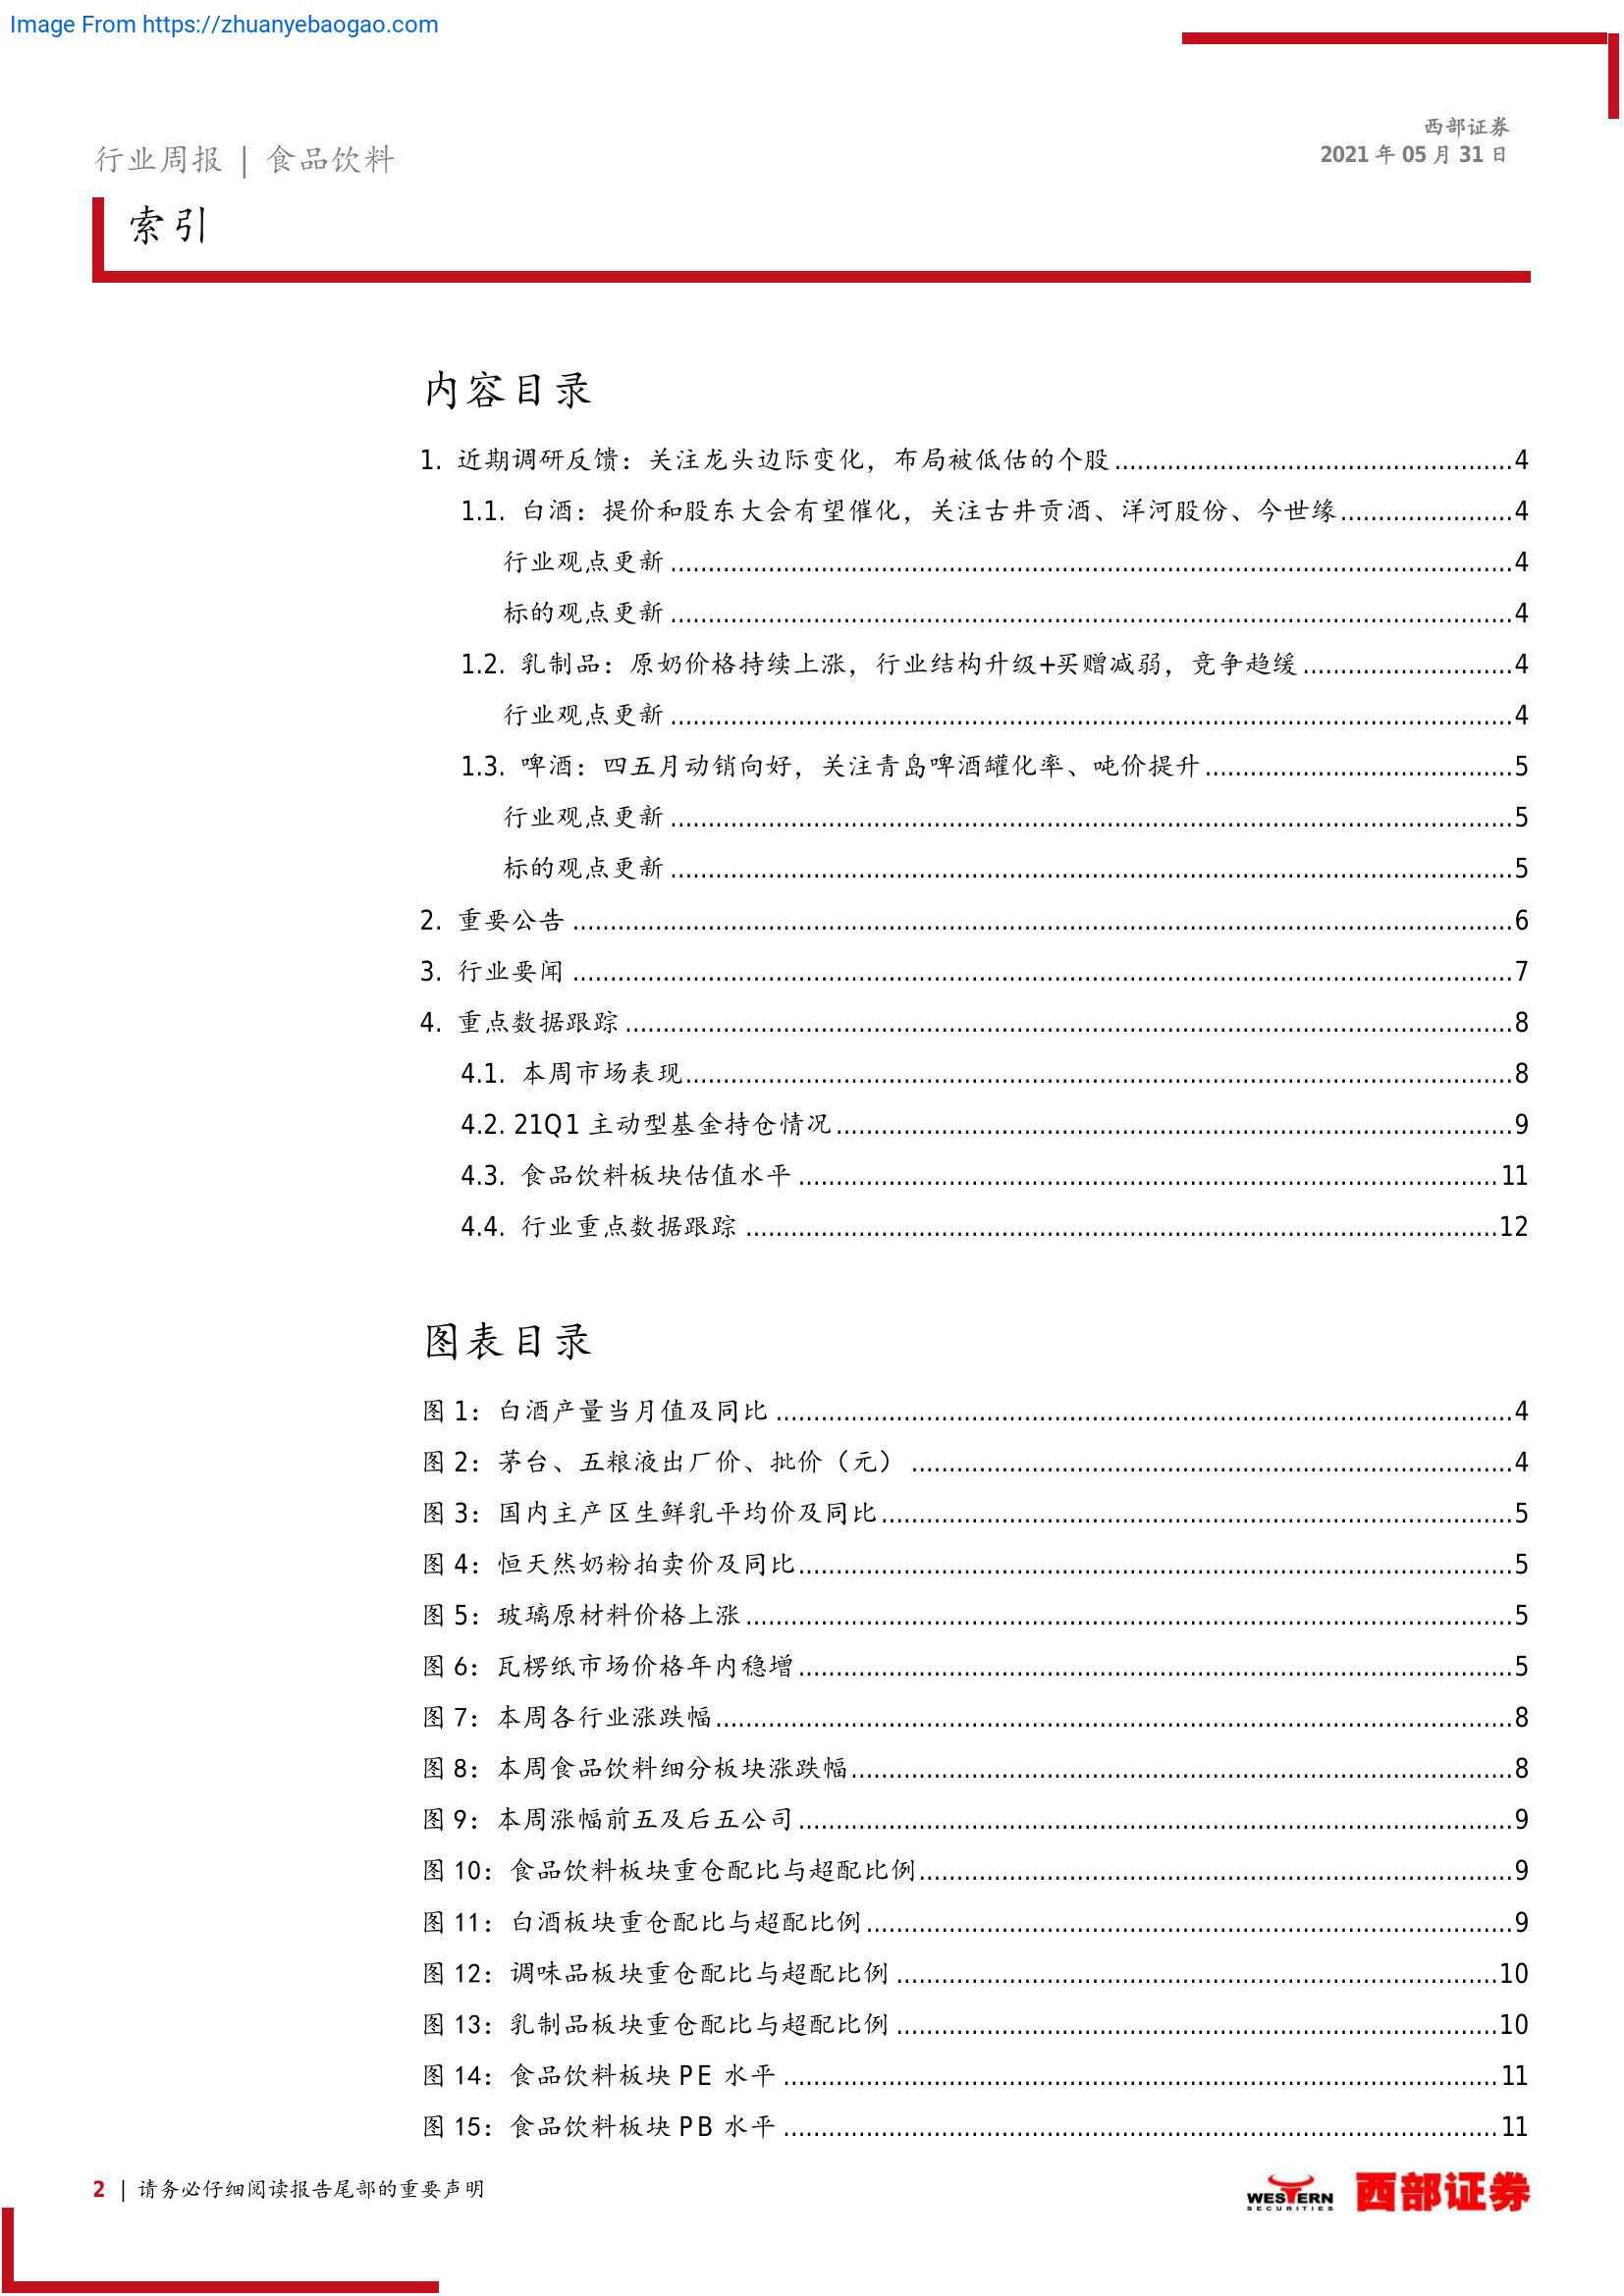 Image From https://zhuanyebaogao.com
西部证券
2021 年 05 月 31 日
行业周报 | 食品饮料
索引
内容目录
1. 近期调研反馈：关注龙头边际变化，布局被低估的个股 4
1.1. 白酒：提价和股东大会有望催化，关注古井贡酒、洋河股份、今世缘 4
行业观点更新 4
标的观点更新 4
1.2. 乳制品：原奶价格持续上涨，行业结构升级+买赠减弱，竞争趋缓 4
行业观点更新 4
1.3. 啤酒：四五月动销向好，关注青岛啤酒罐化率、吨价提升 5
行业观点更新 5
标的观点更新 5
2. 重要公告 6
3. 行业要闻 7
4. 重点数据跟踪 8
4.1. 本周市场表现 8
4.2. 21Q1 主动型基金持仓情况 9
4.3. 食品饮料板块估值水平 11
4.4. 行业重点数据跟踪 12
图表目录
图 1：白酒产量当月值及同比 4
图 2：茅台、五粮液出厂价、批价（元） 4
图 3：国内主产区生鲜乳平均价及同比 5
图 4：恒天然奶粉拍卖价及同比 5
图 5：玻璃原材料价格上涨 5
图 6：瓦楞纸市场价格年内稳增 5
图 7：本周各行业涨跌幅 8
图 8：本周食品饮料细分板块涨跌幅 8
图 9：本周涨幅前五及后五公司 9
图 10：食品饮料板块重仓配比与超配比例 9
图 11：白酒板块重仓配比与超配比例 9
图 12：调味品板块重仓配比与超配比例 10
图 13：乳制品板块重仓配比与超配比例 10
图 14：食品饮料板块 PE 水平 11
图 15：食品饮料板块 PB 水平 11
2 | 请务必仔细阅读报告尾部的重要声明
WESTERN
SECURITIES
西部证券